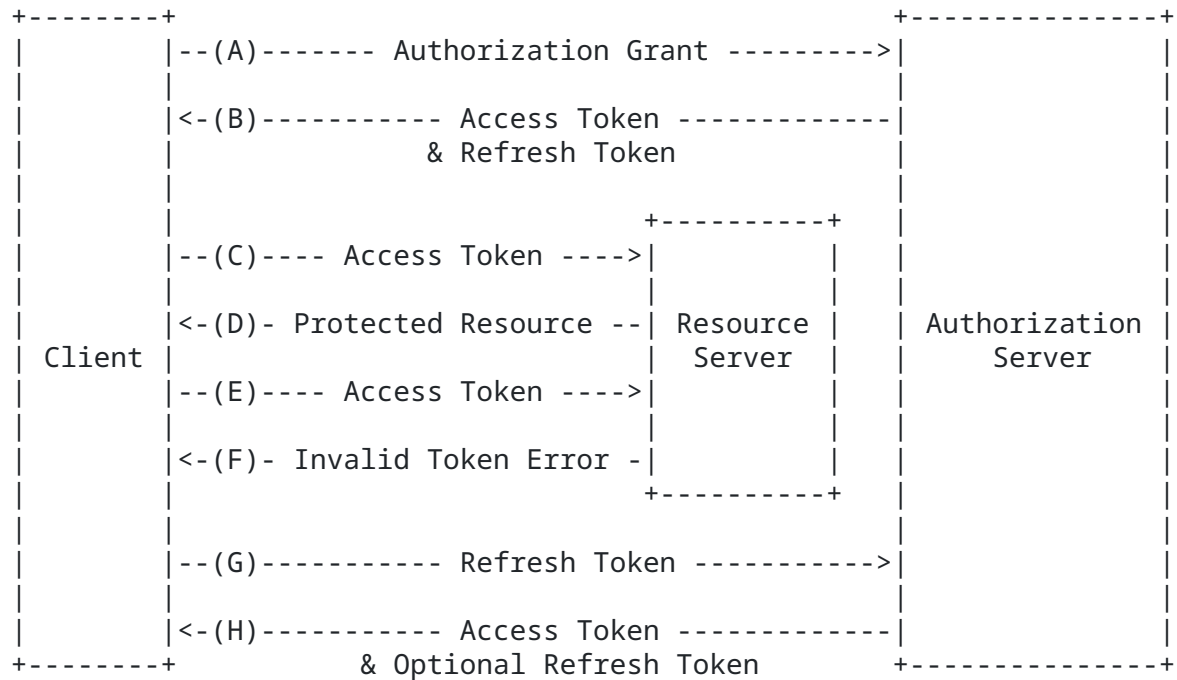 (A) Authorization Grant
(B) Access Token
& Refresh Token
(C) Access Token
(D) Protected Resource Resource Authorization
Client Server Server
(E) Access Token
(F) Invalid Token Error
(G) Refresh Token
(H) Access Token
& Optional Refresh Token